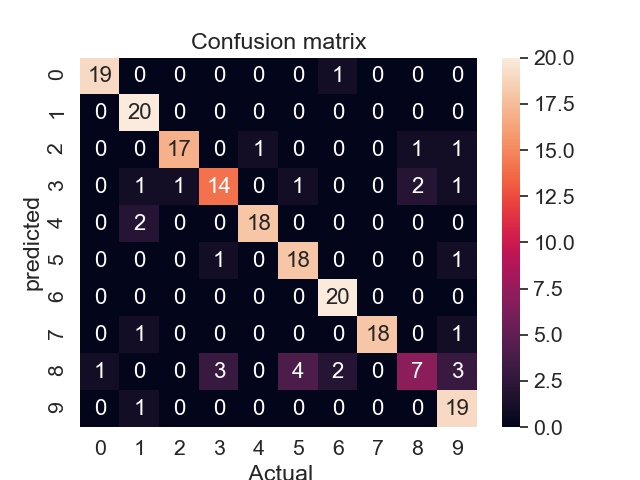 Confusion matrix
0 19 0 0 0 0 0 1 0 0 0
1 0 20 0 0 0 0 0 0 0 0
2 0 0 17 0 1 0 0 0 1 1
3 0 1 1 14 0 1 0 0 2 1
4 0 2 0 0 18 0 0 0 0 0
5 0 0 0 1 0 18 0 0 0 1
6 0 0 0 0 0 0 20 0 0 0
7 0 1 0 0 0 0 0 18 0 1
8 1 0 0 3 0 4 2 0 7 3
9 0 1 0 0 0 0 0 0 0 19
0 1 2 3 4 5 6 7 8 9
predicted
Actual
20.0
17.5
15.0
12.5
10.0
7.5
5.0
2.5
0.0